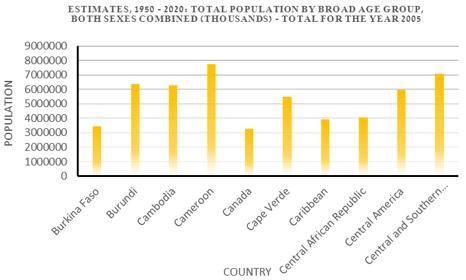 ESTIMATES, 1950 - 2020: TOTAL POPULATION BY BROAD AGE GROUP,
BOTH SEXES COMBINED (THOUSANDS) - TOTAL FOR THE YEAR 2005
POPULATION
9000000
8000000
7000000
6000000
5000000
4000000
3000000
2000000
1000000
0
Burkina Faso
Burundi
Cambodia
Cameroon
Canada
Cape Verde
Caribbean
Central African Republic
Central America
Central and Southern...
COUNTRY